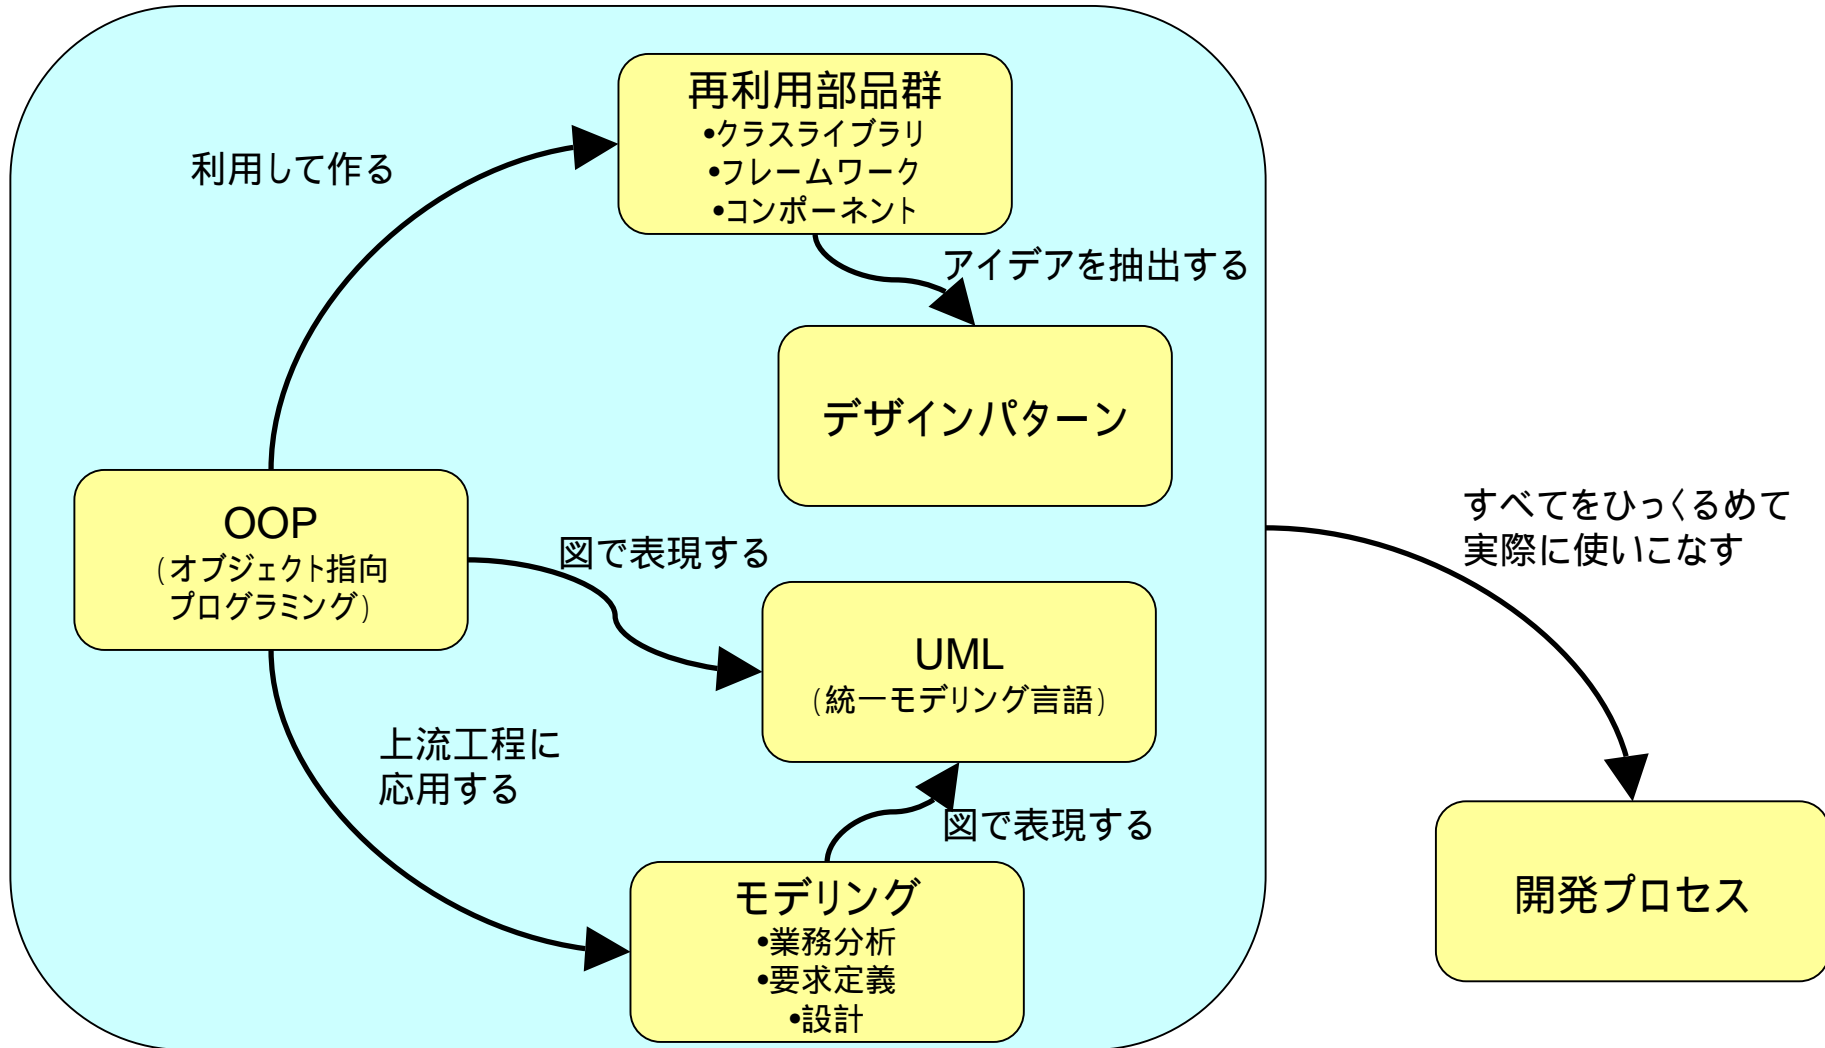 再利用部品群
•クラスライブラリ
•フレームワーク
•コンポーネント
利用して作る
アイデアを抽出する
デザインパターン
OOP
(オブジェクト指向
プログラミング)
図で表現する
UML
(統一モデリング言語)
上流工程に
応用する
図で表現する
モデリング
•業務分析
•要求定義
•設計
すべてをひっくるめて
実際に使いこなす
開発プロセス